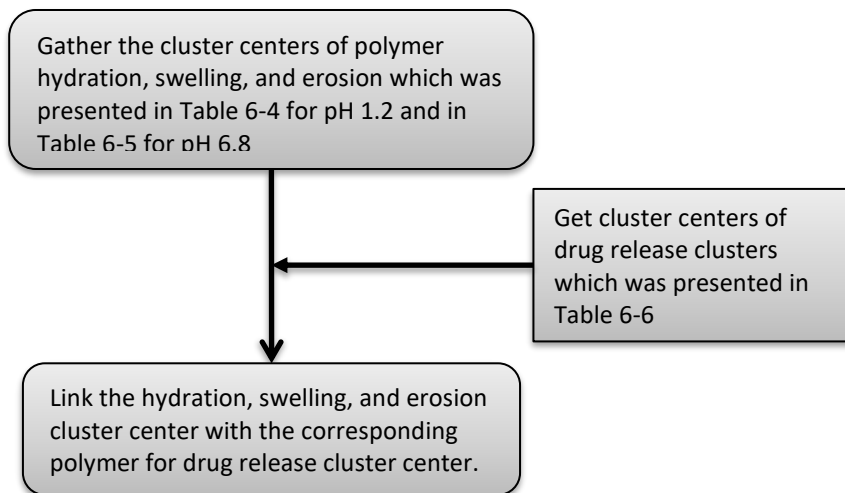 Gather the cluster centers of polymer
hydration, swelling, and erosion which was
presented in Table 6-4 for pH 1.2 and in
Table 6-5 for pH 6.8
Get cluster centers of
drug release clusters
which was presented in
Table 6-6
Link the hydration, swelling, and erosion
cluster center with the corresponding
polymer for drug release cluster center.